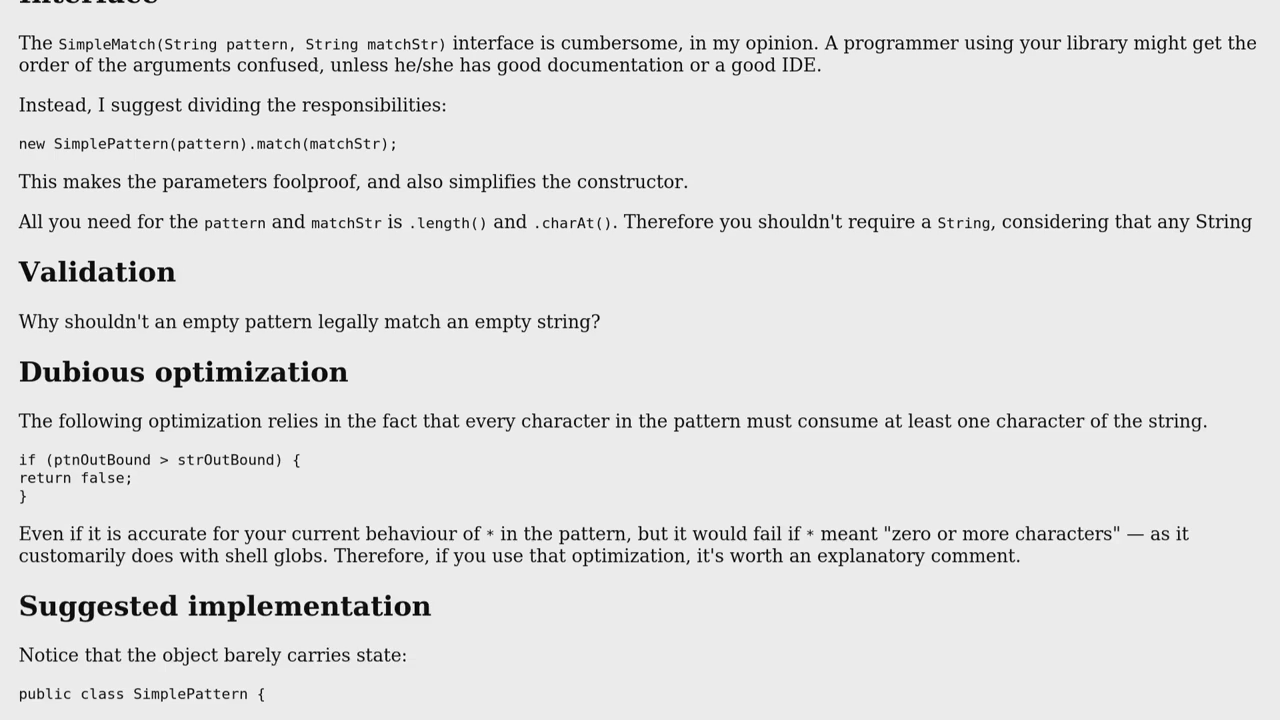 Interface
The SimpleMatch(String pattern, String matchStr) interface is cumbersome, in my opinion. A programmer using your library might get the
order of the arguments confused, unless he/she has good documentation or a good IDE.
Instead, I suggest dividing the responsibilities:
new SimplePattern(pattern).match(matchStr);
This makes the parameters foolproof, and also simplifies the constructor.
All you need for the pattern and matchStr is .length() and .charAt(). Therefore you shouldn't require a String, considering that any String
Validation
Why shouldn't an empty pattern legally match an empty string?
Dubious optimization
The following optimization relies in the fact that every character in the pattern must consume at least one character of the string.
if (ptnOutBound > strOutBound) {
return false;
}
Even if it is accurate for your current behaviour of * in the pattern, but it would fail if * meant "zero or more characters" — as it
customarily does with shell globs. Therefore, if you use that optimization, it's worth an explanatory comment.
Suggested implementation
Notice that the object barely carries state:
public class SimplePattern {